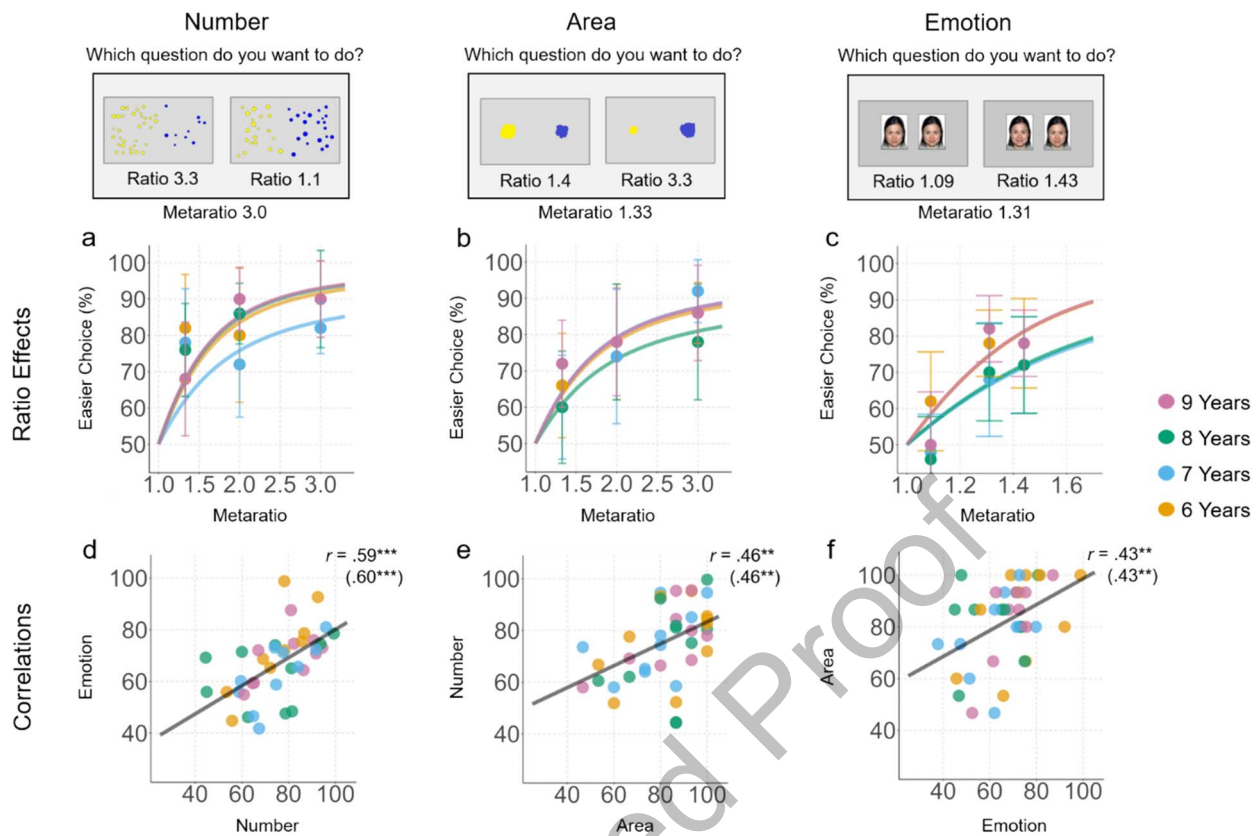 Number
Area
Emotion
Which question do you want to do?
Which question do you want to do?
Which question do you want to do?
Ratio 3.3
Ratio 1.1
Ratio 1.4
Ratio 3.3
Ratio 1.09
Ratio 1.43
Metaratio 3.0
Metaratio 1.33
Metaratio 1.31
Ratio Effects
a
Easier Choice (%)
100
90
80
70
60
50
1.0 1.5 2.0 2.5 3.0
Metaratio
b
Easier Choice (%)
100
90
80
70
60
50
1.0 1.5 2.0 2.5 3.0
Metaratio
c
Easier Choice (%)
100
90
80
70
60
50
1.0 1.2 1.4 1.6
Metaratio
9 Years
8 Years
7 Years
6 Years
Correlations
d
r = .59***
(.60***)
Emotion
100
80
60
40
40 60 80 100
Number
e
r = .46**
(.46**)
Number
100
80
60
40
40 60 80 100
Area
f
r = .43**
(.43**)
Area
100
80
60
40
40 60 80 100
Emotion
ed Proof